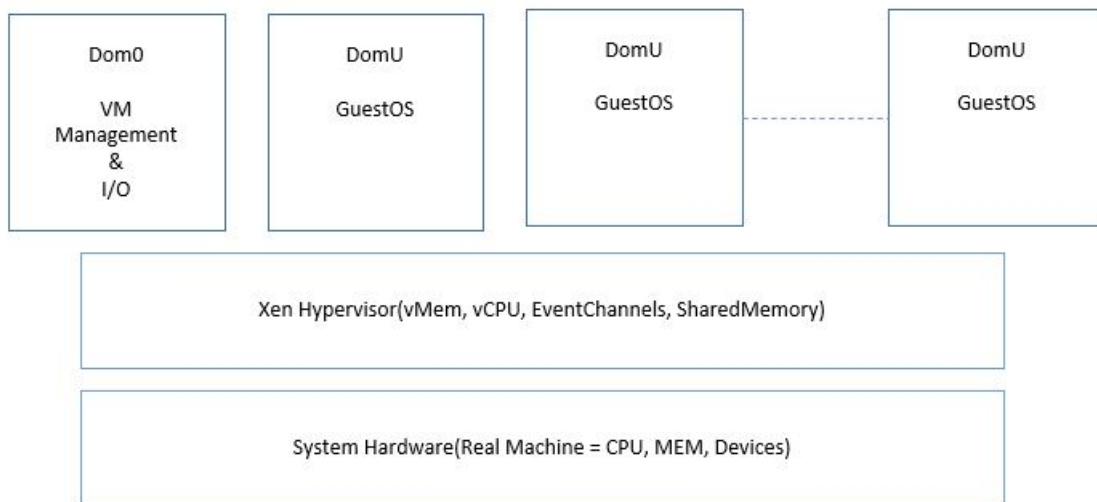 Dom0
VM
Management
&
I/O
DomU
GuestOS
DomU
GuestOS
DomU
GuestOS
Xen Hypervisor(vMem, vCPU, EventChannels, SharedMemory)
System Hardware(Real Machine = CPU, MEM, Devices)